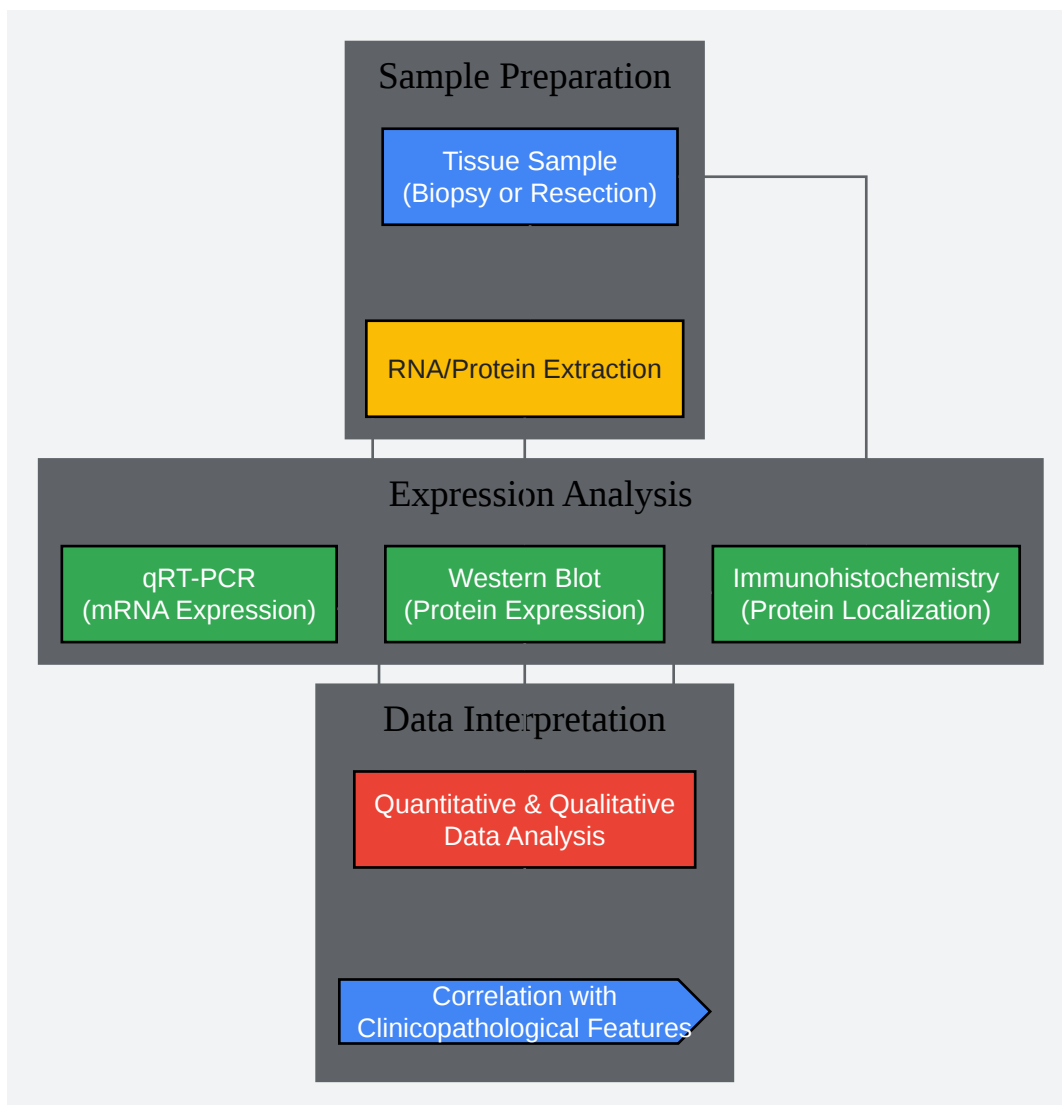 Sample Preparation
Tissue Sample
(Biopsy or Resection)
RNA/Protein Extraction
Expression Analysis
qRT-PCR
(mRNA Expression)
Western Blot
(Protein Expression)
Immunohistochemistry
(Protein Localization)
Data Interpretation
Quantitative & Qualitative
Data Analysis
Correlation with
Clinicopathological Features